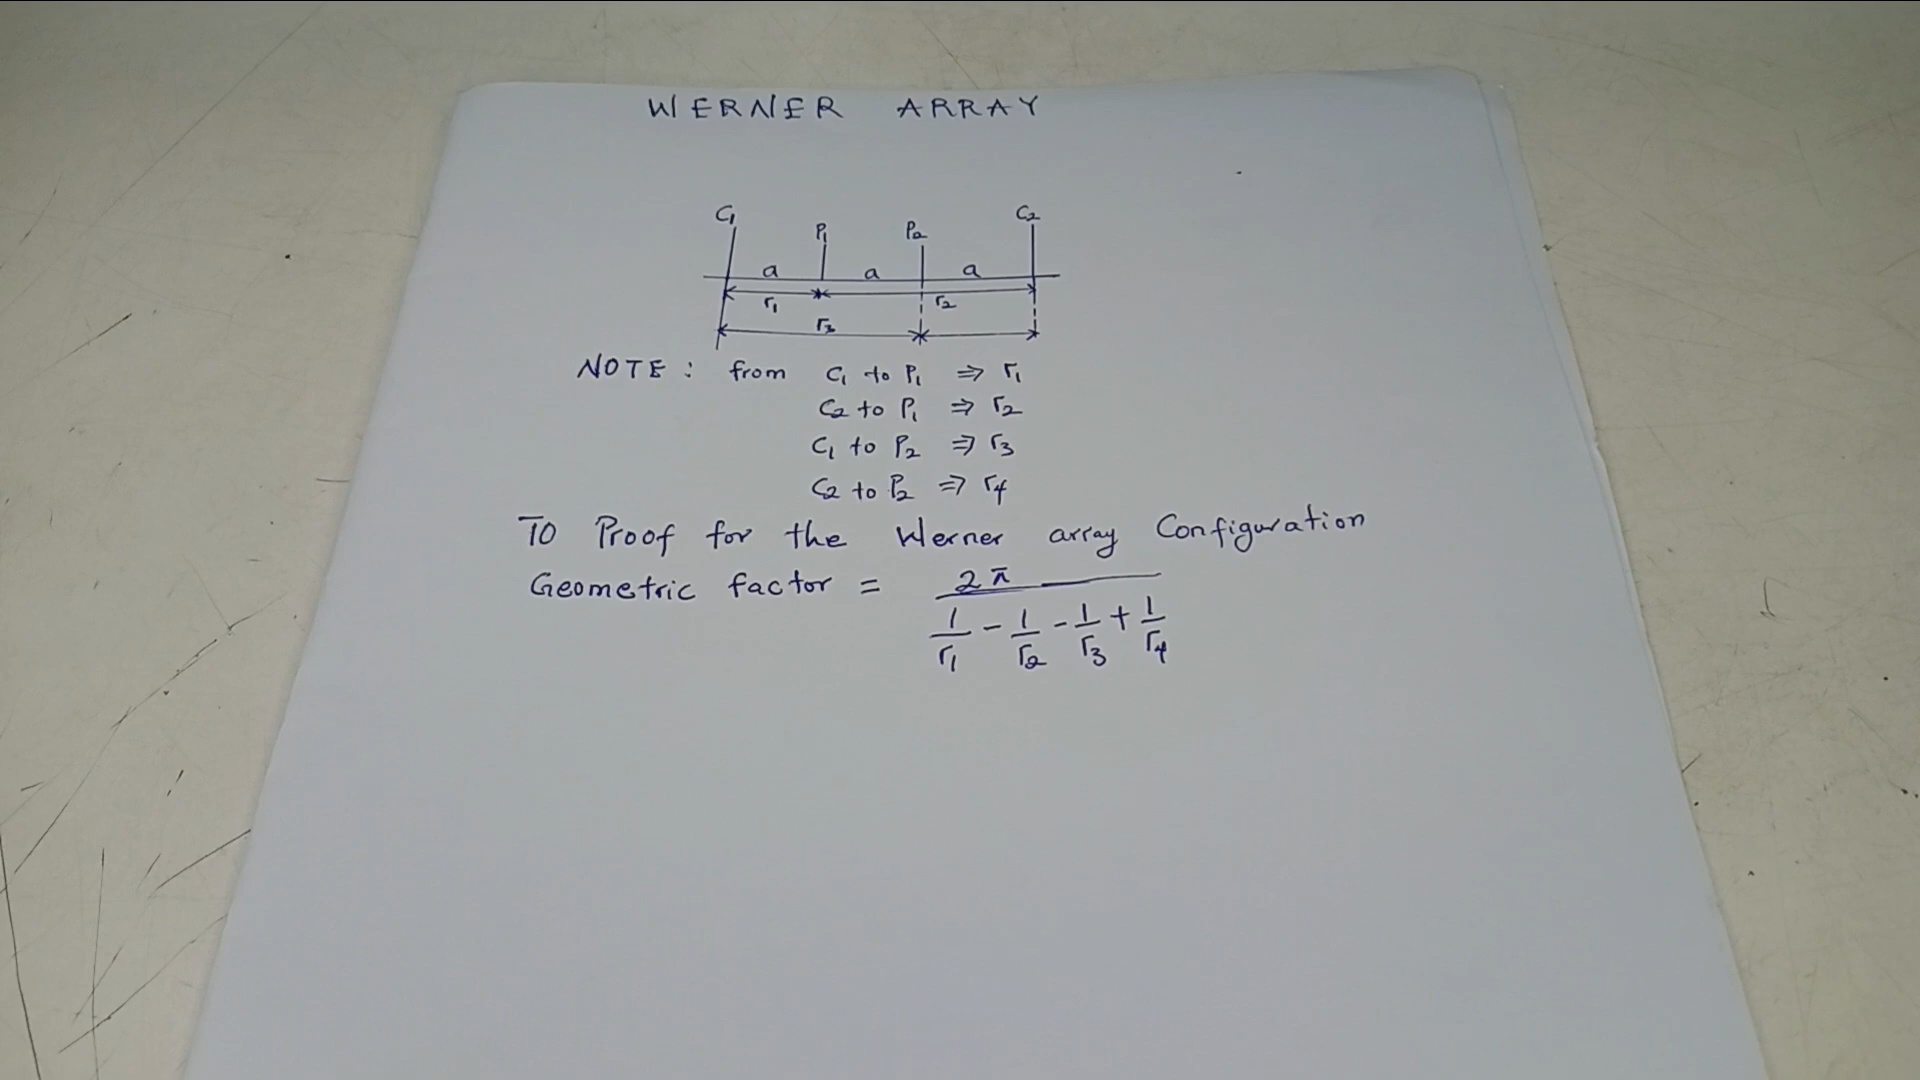 WERNER ARRAY
C1 P1 P2 C2
a a a
r1 r2
r3
NOTE: from C1 to P1 ⇒ r1
C2 to P1 ⇒ r2
C1 to P2 ⇒ r3
C2 to P2 ⇒ r4
TO Proof for the Werner array Configuration
Geometric factor = 2π
1/r1 - 1/r2 - 1/r3 + 1/r4